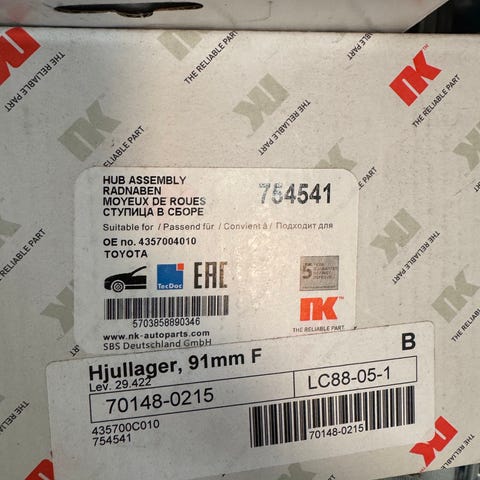 THE RELIABLE PART
nk
HUB ASSEMBLY
RADNABEN
MOYEUX DE ROUES
СТУПИЦА В СБОРЕ
754541
Suitable for / Passend für / Convient à / Подходит для
OE no. 4357004010
TOYOTA
TecDoc
EAC
5
nk
THE RELIABLE PART
5703858890346
www.nk-autoparts.com
SBS Deutschland GmbH
Hjullager, 91mm F
B
Lev. 29.422
70148-0215
LC88-05-1
435700C010
754541
70148-0215